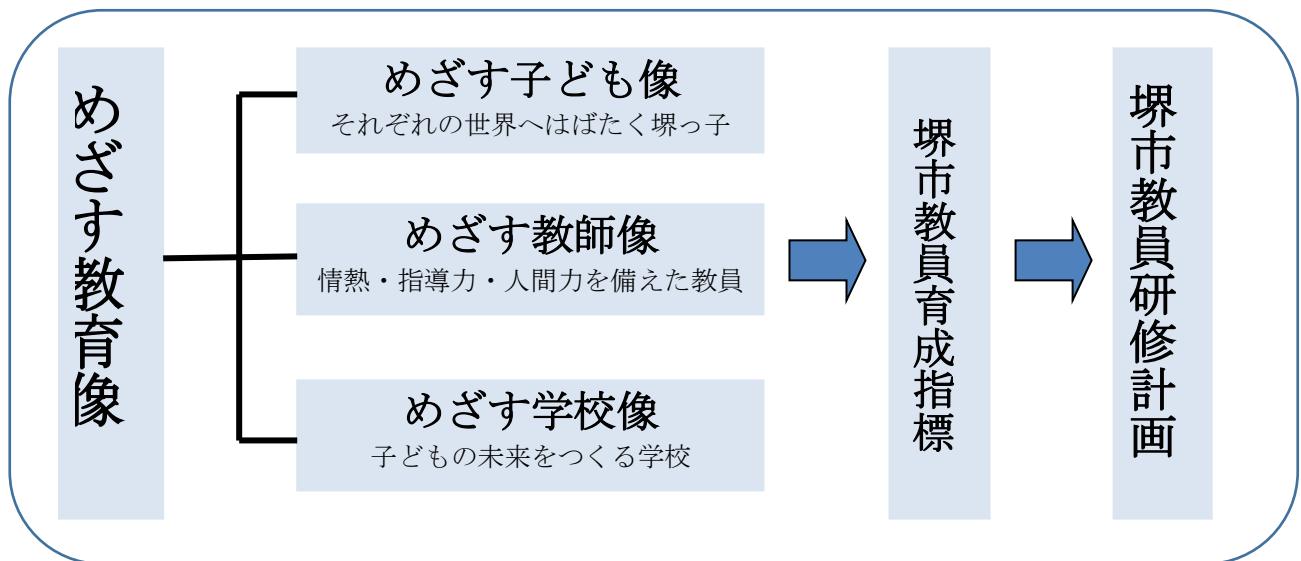 めざす教育像
めざす子ども像
それぞれの世界へはばたく堺っ子
めざす教師像
情熱・指導力・人間力を備えた教員
めざす学校像
子どもの未来をつくる学校
堺市教員育成指標
堺市教員研修計画